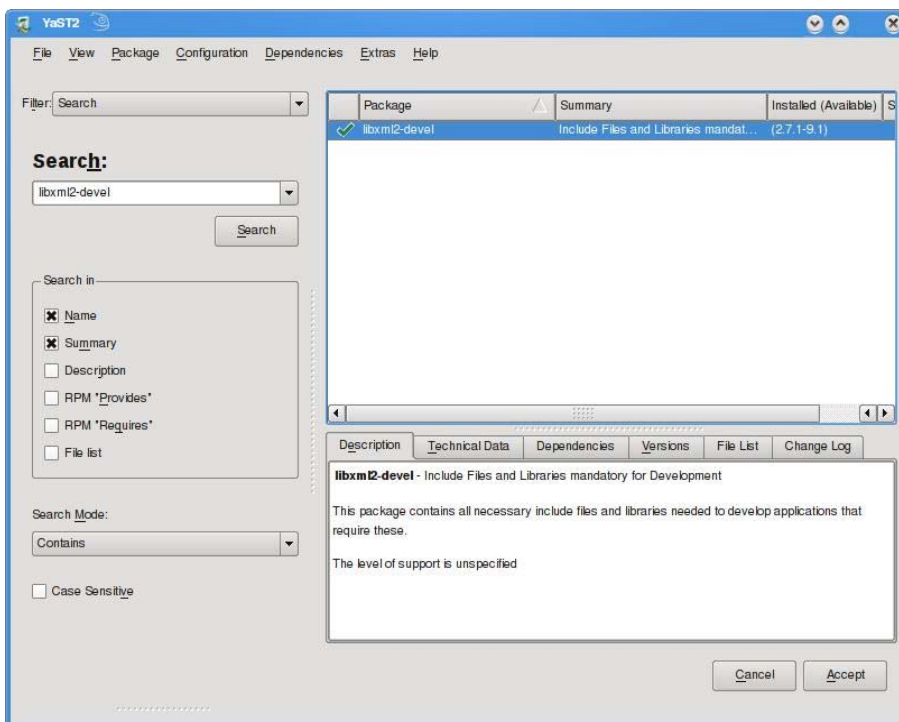 YaST2
File View Package Configuration Dependencies Extras Help
Filter: Search
Search:
libxml2-devel
Search
Search in
Name
Summary
Description
RPM "Provides"
RPM "Requires"
File list
Search Mode:
Contains
Case Sensitive
Package Summary Installed (Available) S
libxml2-devel Include Files and Libraries mandat... (2.7.1-9.1)
Description Technical Data Dependencies Versions File List Change Log
libxml2-devel - Include Files and Libraries mandatory for Development
This package contains all necessary include files and libraries needed to develop applications that
require these.
The level of support is unspecified
Cancel Accept